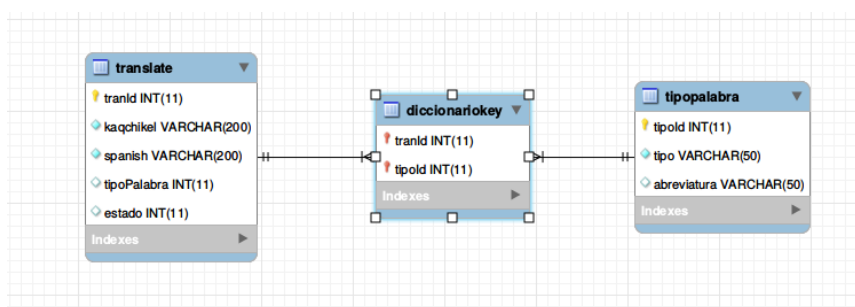 translate
tranId INT(11)
kaqchikel VARCHAR(200)
spanish VARCHAR(200)
tipoPalabra INT(11)
estado INT(11)
Indexes
diccionariokey
tranId INT(11)
tipoId INT(11)
Indexes
tipopalabra
tipoId INT(11)
tipo VARCHAR(50)
abreviatura VARCHAR(50)
Indexes